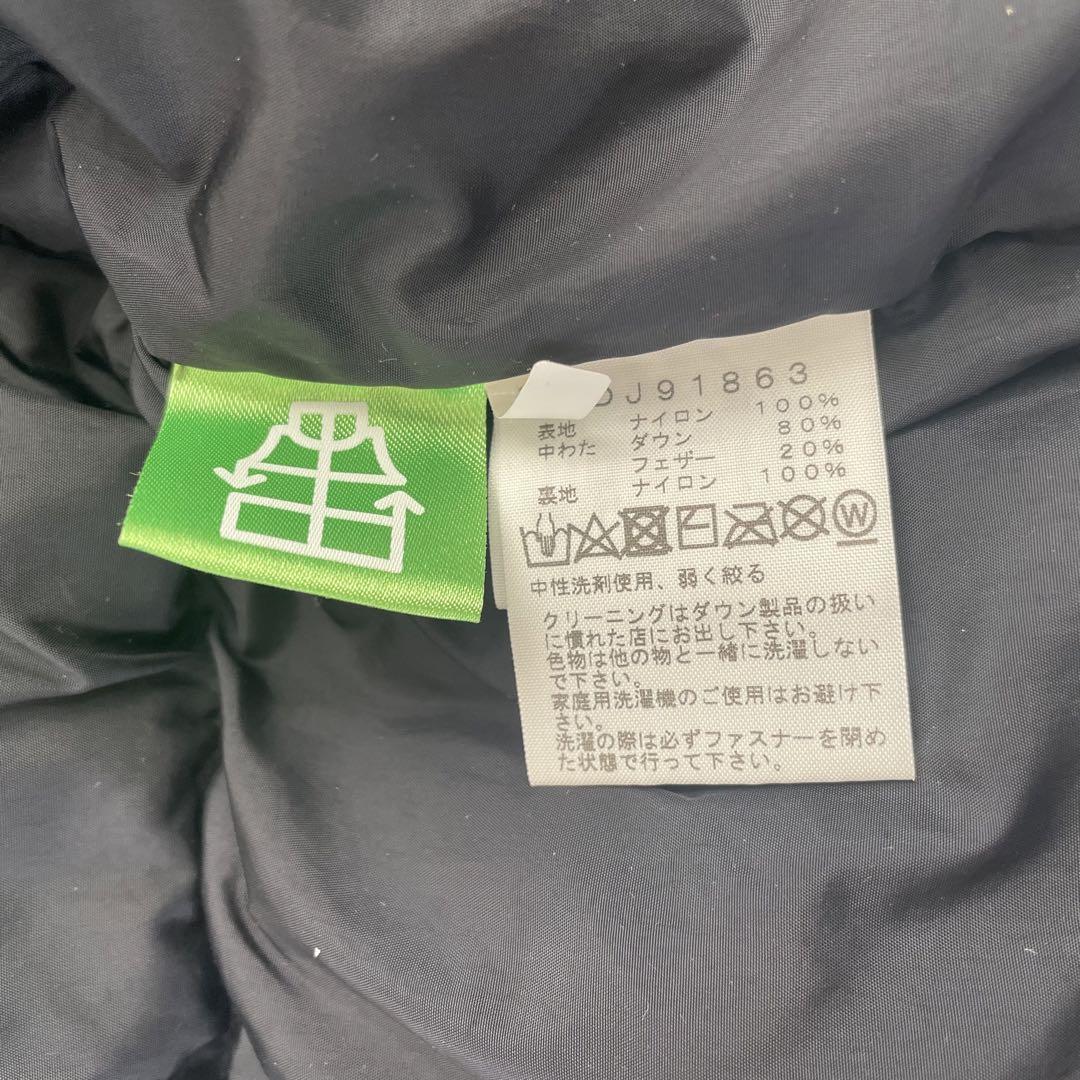 DJ91863
表地 ナイロン 100%
中わた ダウン 80%
フェザー 20%
裏地 ナイロン 100%
W
中性洗剤使用、弱く絞る
クリーニングはダウン製品の扱い
に慣れた店にお出し下さい。
色物は他の物と一緒に洗濯しない
で下さい。
家庭用洗濯機のご使用はお避け下
さい。
洗濯の際は必ずファスナーを閉め
た状態で行って下さい。